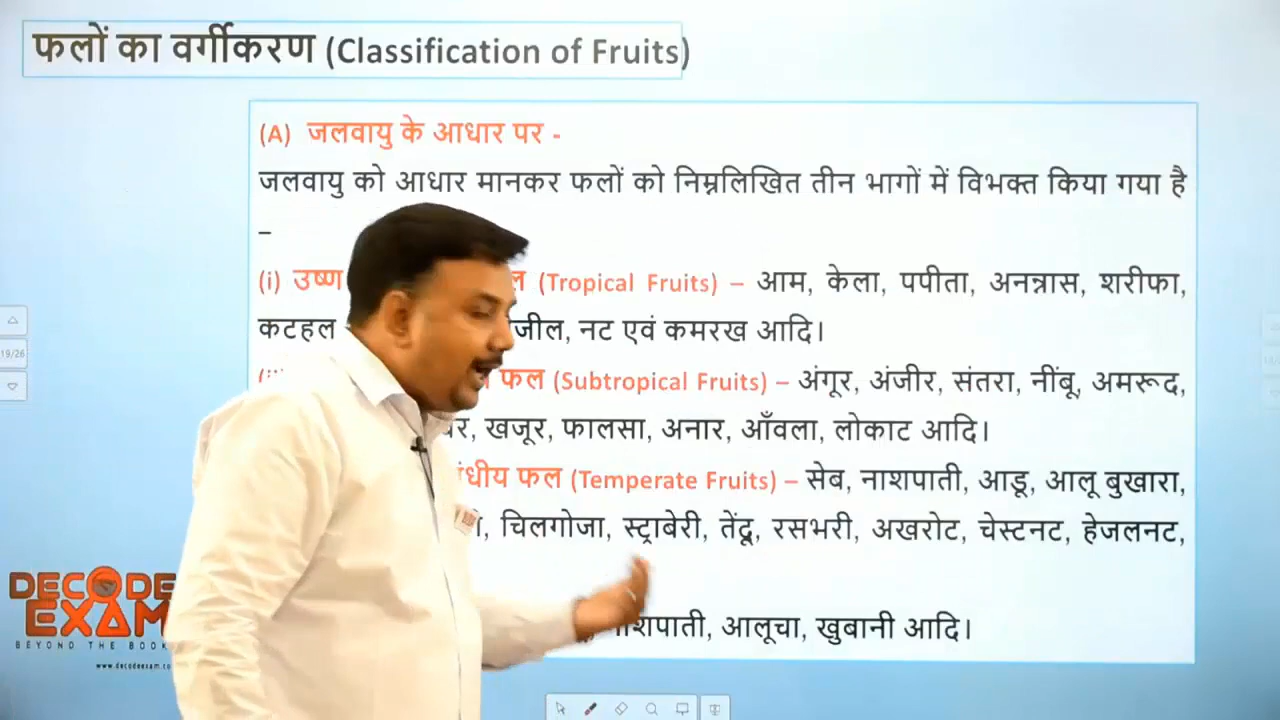 फलों का वर्गीकरण (Classification of Fruits)
(A) जलवायु के आधार पर -
जलवायु को आधार मानकर फलों को निम्नलिखित तीन भागों में विभक्त किया गया है
–
(i) उष्ण (Tropical Fruits) – आम, केला, पपीता, अनन्नास, शरीफा,
कटहल नट एवं कमरख आदि।
फल (Subtropical Fruits) – अंगूर, अंजीर, संतरा, नींबू, अमरूद,
खजूर, फालसा, अनार, आँवला, लोकाट आदि।
फल (Temperate Fruits) – सेब, नाशपाती, आडू, आलू बुखारा,
चिलगोजा, स्ट्राबेरी, तेंदू, रसभरी, अखरोट, चेस्टनट, हेजलनट,
आलूचा, खुबानी आदि।
19/26
DECODE
EXAM
BEYOND THE BOOK